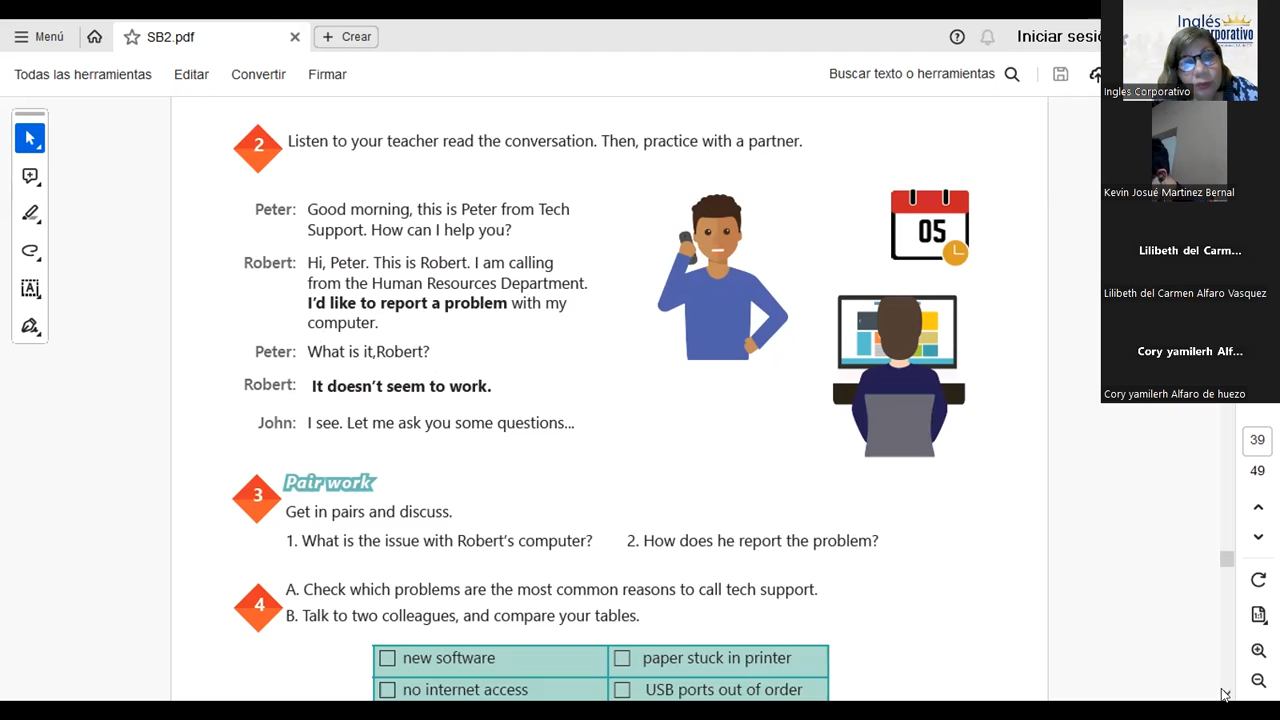 Menú
SB2.pdf
Crear
Iniciar sesi
Todas las herramientas
Editar
Convertir
Firmar
Buscar texto o herramientas
2 Listen to your teacher read the conversation. Then, practice with a partner.
Peter: Good morning, this is Peter from Tech
Support. How can I help you?
Robert: Hi, Peter. This is Robert. I am calling
from the Human Resources Department.
I'd like to report a problem with my
computer.
Peter: What is it,Robert?
Robert: It doesn't seem to work.
John: I see. Let me ask you some questions...
05
3 Pair work
Get in pairs and discuss.
1. What is the issue with Robert's computer? 2. How does he report the problem?
4 A. Check which problems are the most common reasons to call tech support.
B. Talk to two colleagues, and compare your tables.
new software paper stuck in printer
no internet access USB ports out of order
Inglés
Ingles Corporativo
Kevin Josué Martinez Bernal
Lilibeth del Carm...
Lilibeth del Carmen Alfaro Vasquez
Cory yamilerh Alf...
Cory yamilerh Alfaro de huezo
39
49